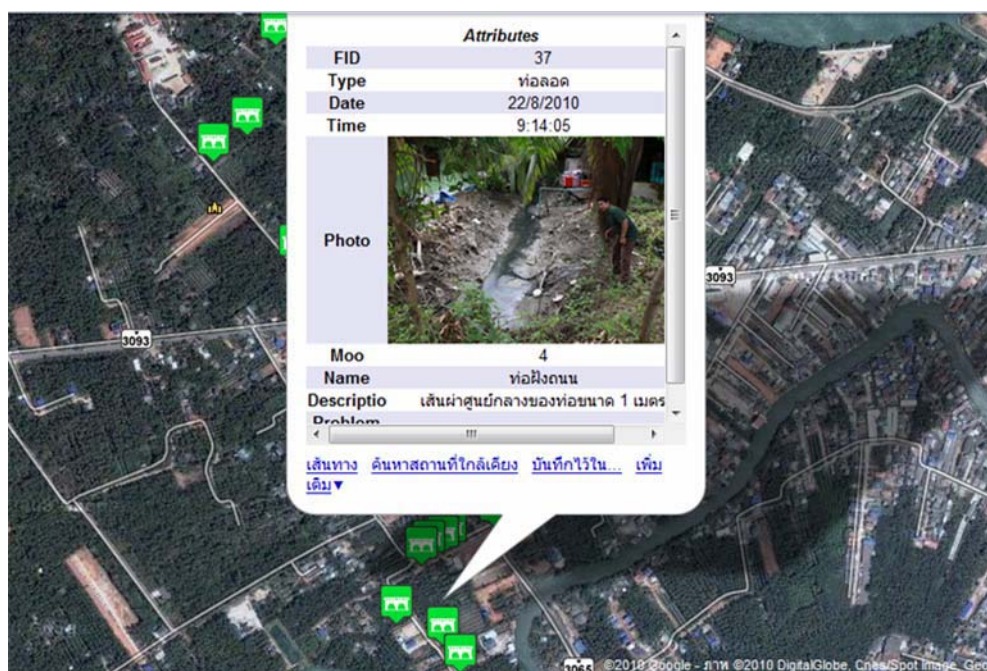 Attributes
FID 37
Type ท่อลอด
Date 22/8/2010
Time 9:14:05
Photo
3093
3093
Moo 4
Name ท่อฝังถนน
Descriptio เส้นผ่าศูนย์กลางของท่อขนาด 1 เมตร
Problem
เส้นทาง ค้นหาสถานที่ใกล้เคียง บันทึกไว้ใน... เพิ่ม
เติม▼
3065 ©2010 Google - ภาพ ©2010 DigitalGlobe, Cnes/Spot Image, Geo